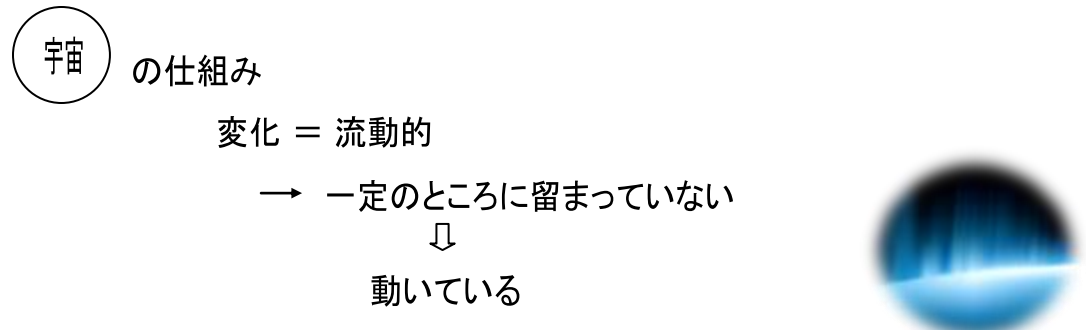 宇宙 の仕組み
変化 ＝ 流動的
→ 一定のところに留まっていない
⇩
動いている